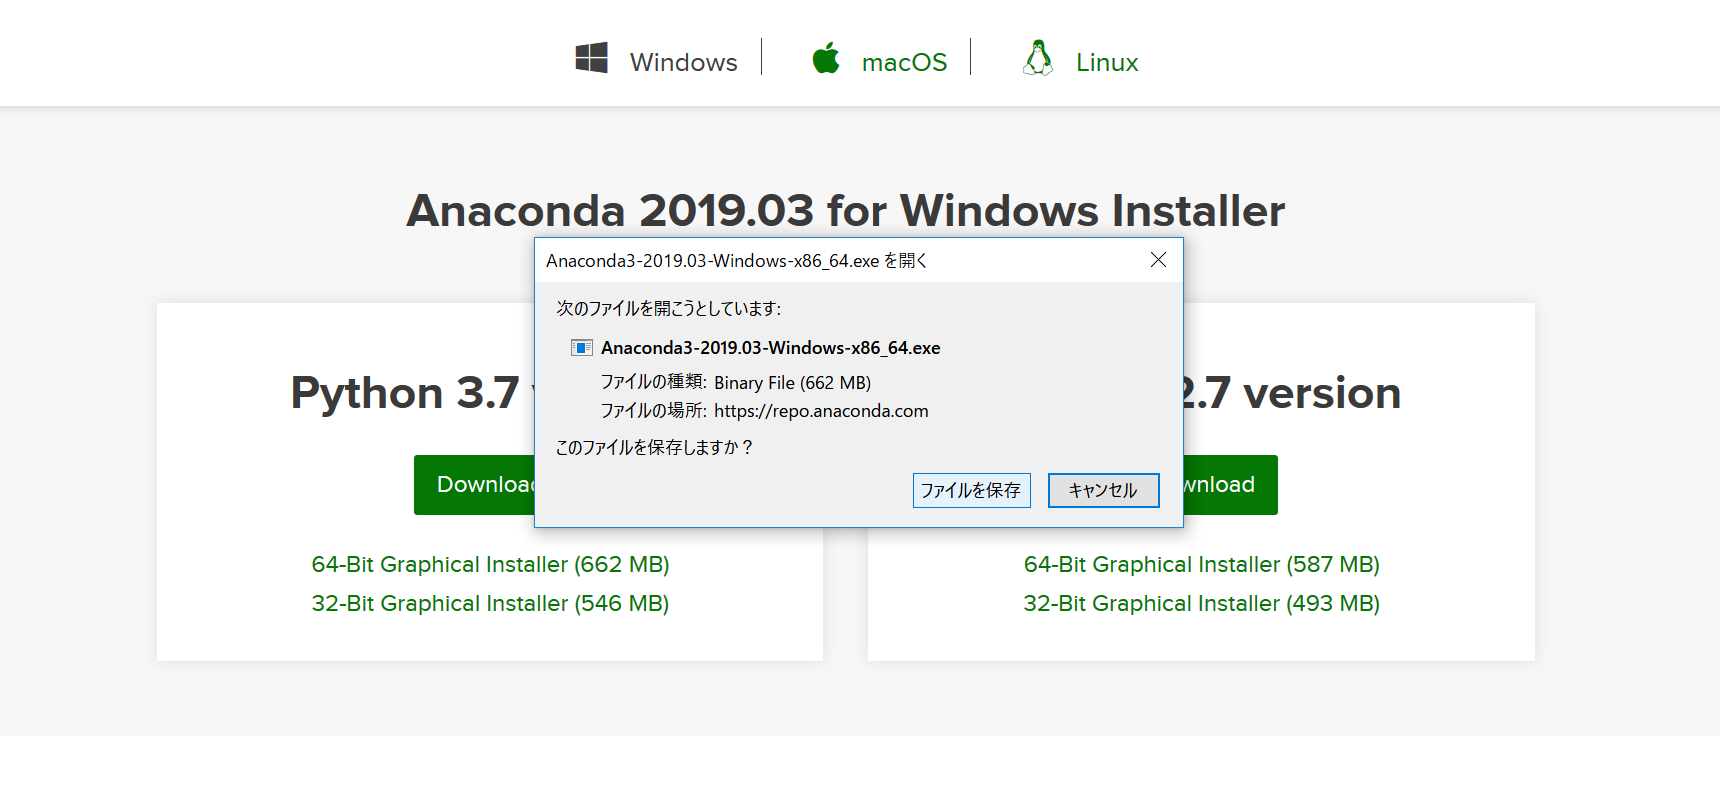 Windows
macOS
Linux
Anaconda 2019.03 for Windows Installer
Anaconda3-2019.03-Windows-x86_64.exe を開く
次のファイルを開こうとしています:
Anaconda3-2019.03-Windows-x86_64.exe
ファイルの種類: Binary File (662 MB)
ファイルの場所: https://repo.anaconda.com
このファイルを保存しますか？
ファイルを保存
キャンセル
Python 3.7
Download
64-Bit Graphical Installer (662 MB)
32-Bit Graphical Installer (546 MB)
2.7 version
wnload
64-Bit Graphical Installer (587 MB)
32-Bit Graphical Installer (493 MB)